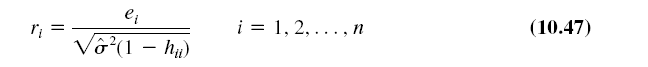 r_i = e_i / √(σ̂²(1 − h_ii))    i = 1, 2, . . . , n    (10.47)